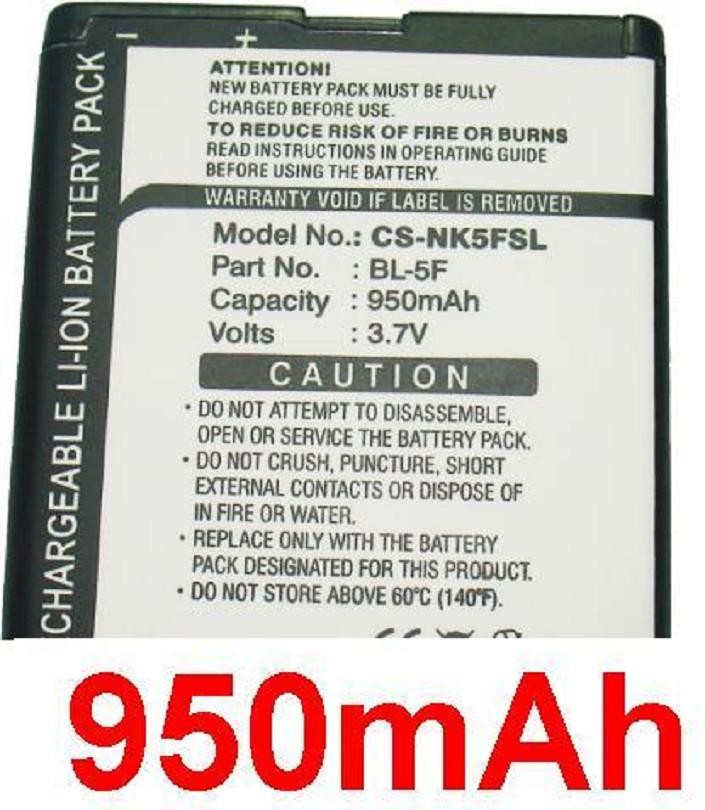 − +
CHARGEABLE LI-ION BATTERY PACK
ATTENTION!
NEW BATTERY PACK MUST BE FULLY
CHARGED BEFORE USE.
TO REDUCE RISK OF FIRE OR BURNS
READ INSTRUCTIONS IN OPERATING GUIDE
BEFORE USING THE BATTERY.
WARRANTY VOID IF LABEL IS REMOVED
Model No.: CS-NK5FSL
Part No. : BL-5F
Capacity : 950mAh
Volts : 3.7V
CAUTION
• DO NOT ATTEMPT TO DISASSEMBLE,
OPEN OR SERVICE THE BATTERY PACK.
• DO NOT CRUSH, PUNCTURE, SHORT
EXTERNAL CONTACTS OR DISPOSE OF
IN FIRE OR WATER.
• REPLACE ONLY WITH THE BATTERY
PACK DESIGNATED FOR THIS PRODUCT.
• DO NOT STORE ABOVE 60°C (140°F).
950mAh